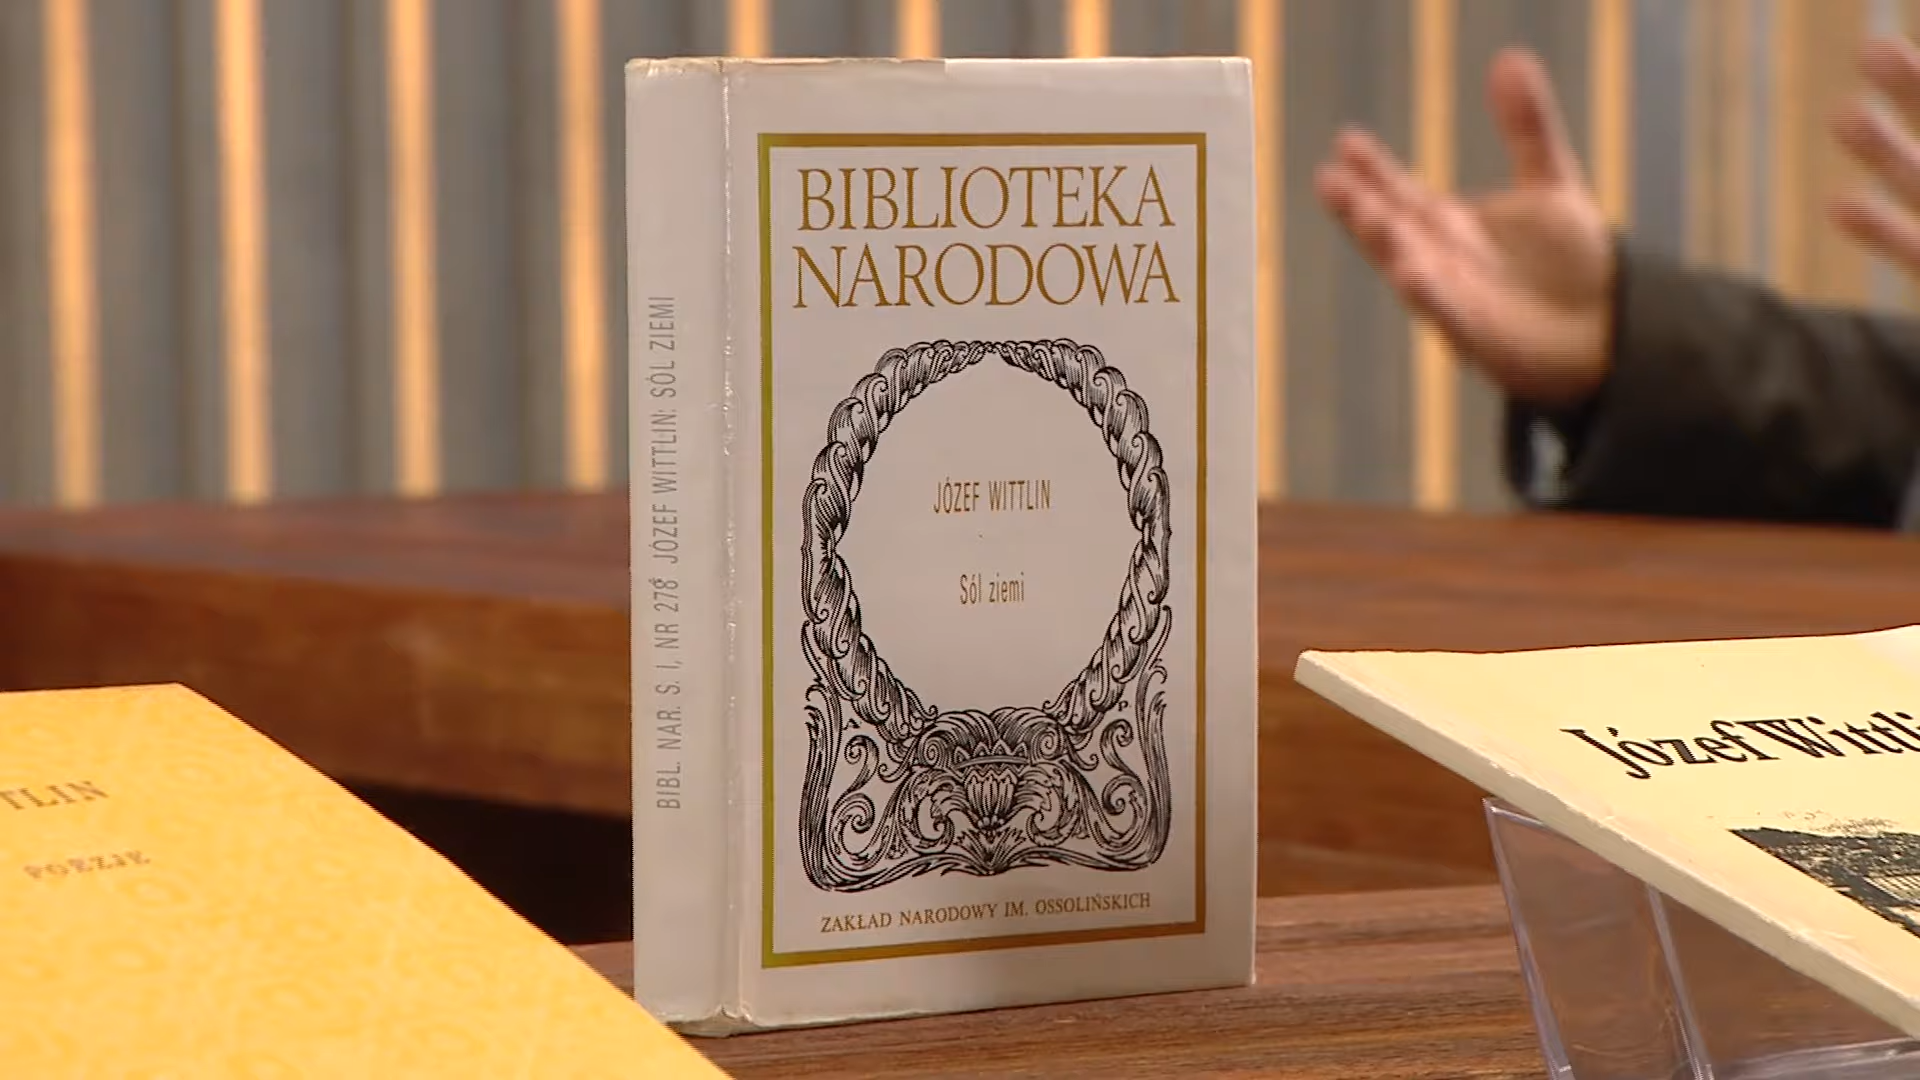 BIBLIOTEKA
NARODOWA
JÓZEF WITTLIN
Sól ziemi
A
P
ZAKŁAD NARODOWY IM. OSSOLIŃSKICH
BIBL. NAR. S. I, NR 278 JÓZEF WITTLIN: SÓL ZIEMI
TLIN
POEZJE
Józef Wittli